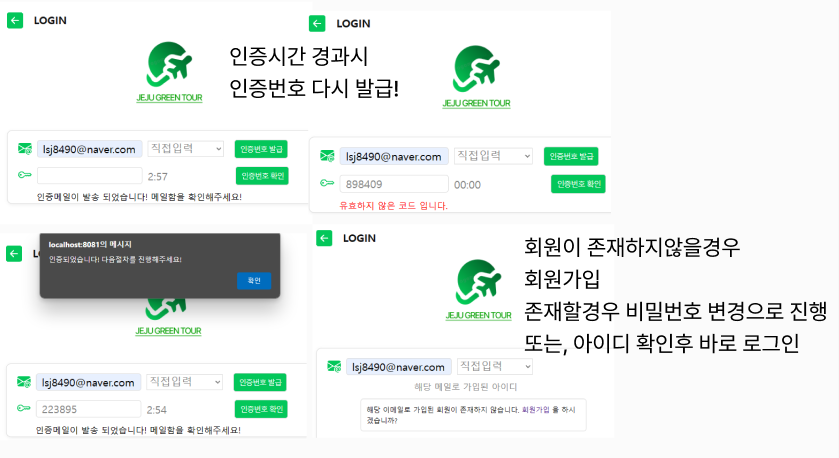 LOGIN
JEJU GREEN TOUR
lsj8490@naver.com 직접입력 인증번호 발급
2:57 인증번호 확인
인증메일이 발송 되었습니다! 메일함을 확인해주세요!
인증시간 경과시
인증번호 다시 발급!
LOGIN
JEJU GREEN TOUR
lsj8490@naver.com 직접입력 인증번호 발급
898409 00:00 인증번호 확인
유효하지 않은 코드 입니다.
L
localhost:8081의 메시지
인증되었습니다! 다음절차를 진행해주세요!
확인
JEJU GREEN TOUR
lsj8490@naver.com 직접입력 인증번호 발급
223895 2:54 인증번호 확인
인증메일이 발송 되었습니다! 메일함을 확인해주세요!
LOGIN
JEJU GREEN TOUR
lsj8490@naver.com 직접입력
해당 메일로 가입된 아이디
해당 이메일로 가입된 회원이 존재하지 않습니다. 회원가입 을 하시
겠습니까?
회원이 존재하지않을경우
회원가입
존재할경우 비밀번호 변경으로 진행
또는, 아이디 확인후 바로 로그인